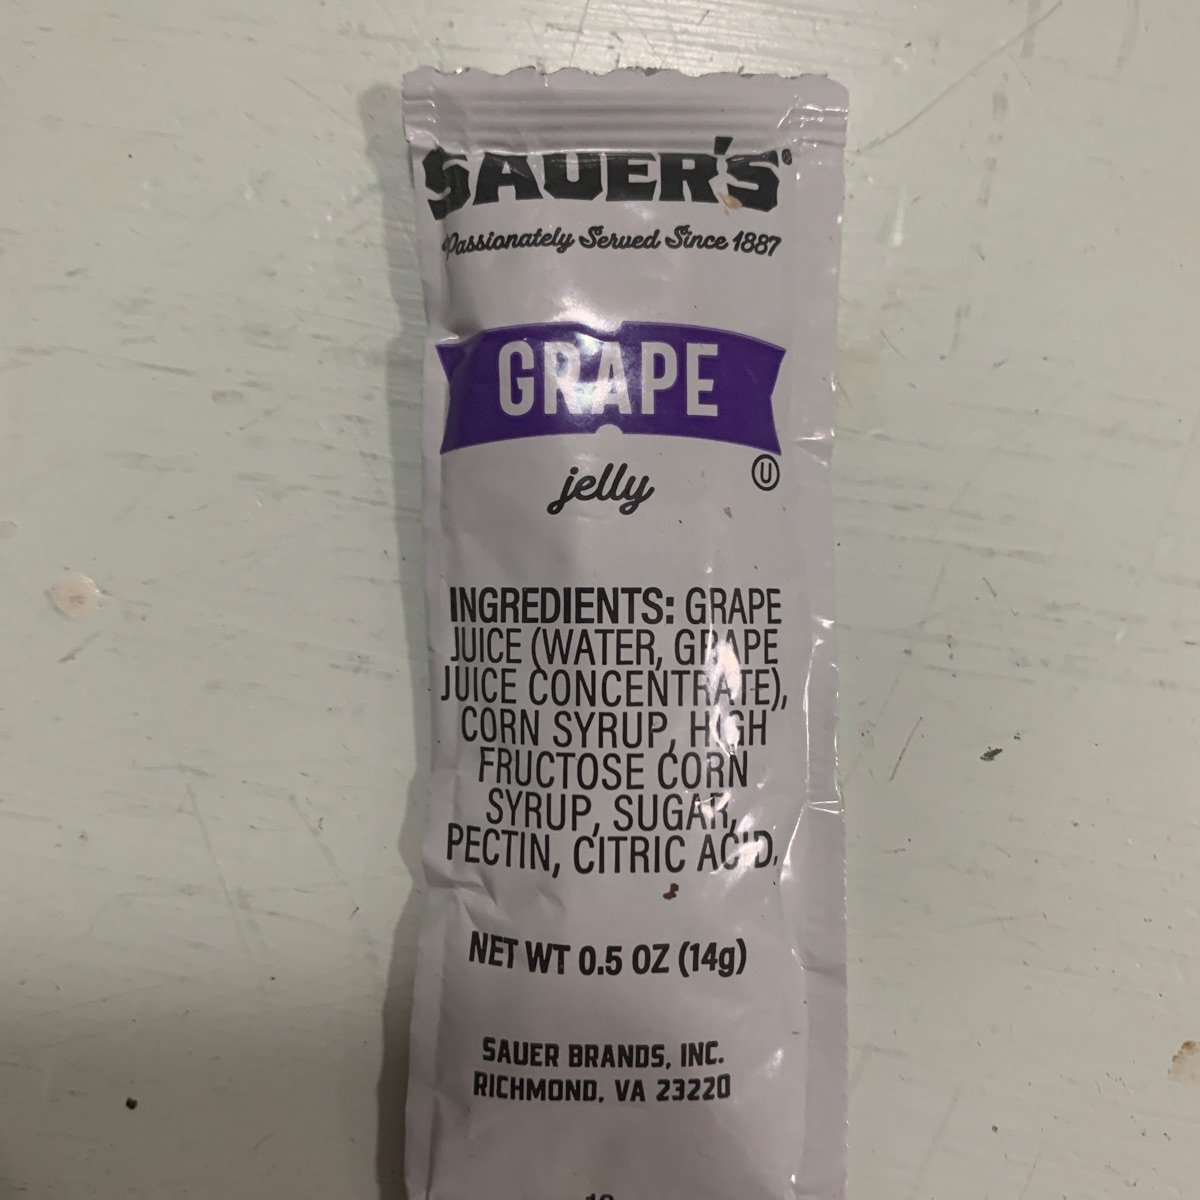 SAUER'S®
Passionately Served Since 1887
GRAPE
jelly
U
INGREDIENTS: GRAPE
JUICE (WATER, GRAPE
JUICE CONCENTRATE),
CORN SYRUP, HIGH
FRUCTOSE CORN
SYRUP, SUGAR,
PECTIN, CITRIC ACID.
NET WT 0.5 OZ (14g)
SAUER BRANDS, INC.
RICHMOND, VA 23220